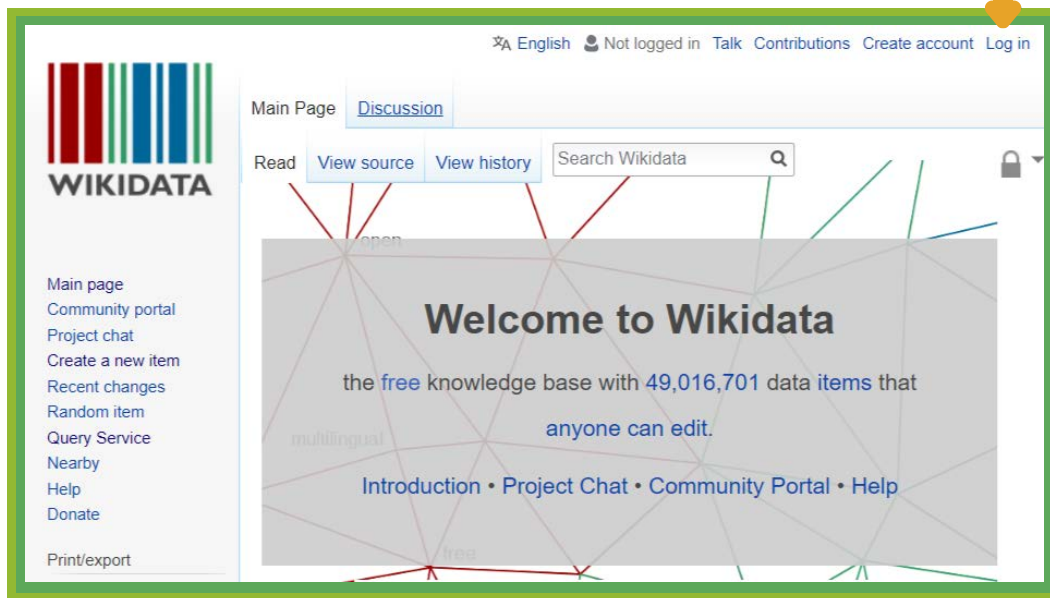 English Not logged in Talk Contributions Create account Log in
WIKIDATA
Main Page Discussion
Read View source View history Search Wikidata
open
Main page
Community portal
Project chat
Create a new item
Recent changes
Random item
Query Service
Nearby
Help
Donate
Print/export
Welcome to Wikidata
the free knowledge base with 49,016,701 data items that
anyone can edit.
multilingual
Introduction • Project Chat • Community Portal • Help
free